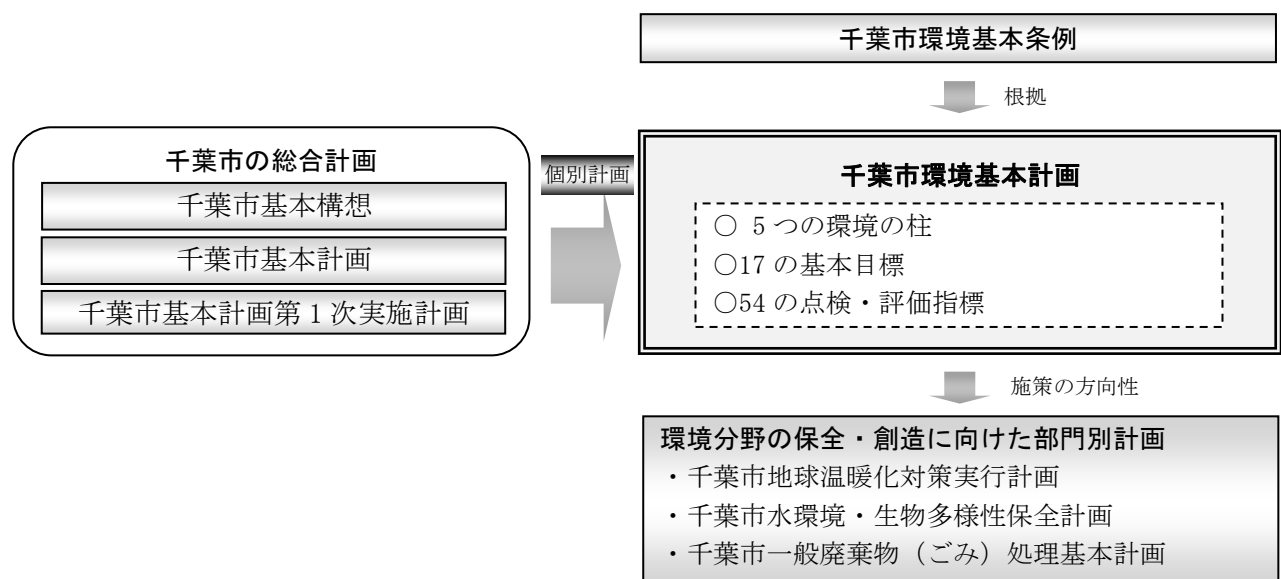 千葉市環境基本条例
根拠
千葉市の総合計画
千葉市基本構想
千葉市基本計画
千葉市基本計画第1次実施計画
個別計画
千葉市環境基本計画
○ 5つの環境の柱
○17の基本目標
○54の点検・評価指標
施策の方向性
環境分野の保全・創造に向けた部門別計画
・千葉市地球温暖化対策実行計画
・千葉市水環境・生物多様性保全計画
・千葉市一般廃棄物（ごみ）処理基本計画